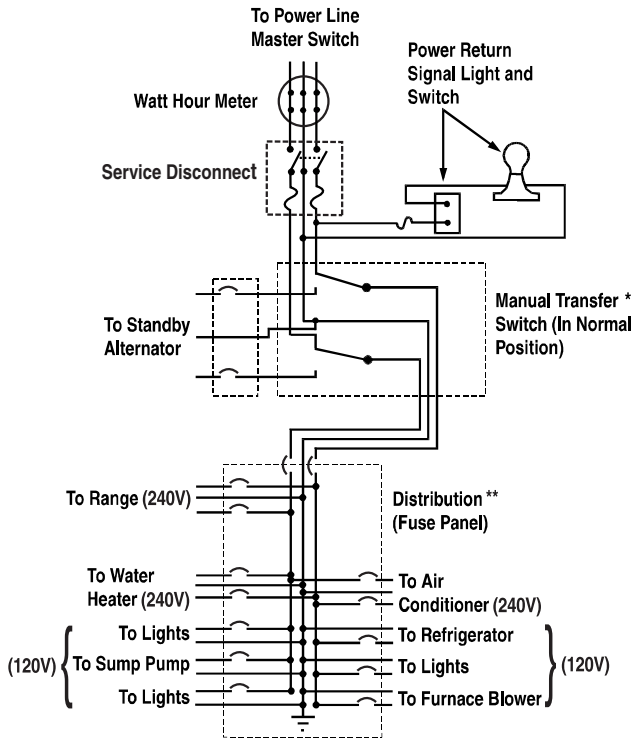 To Power Line
Master Switch
Power Return
Signal Light and
Switch
Watt Hour Meter
Service Disconnect
Manual Transfer *
Switch (In Normal
Position)
To Standby
Alternator
Distribution **
(Fuse Panel)
To Range (240V)
To Water
Heater (240V)
To Air
Conditioner (240V)
To Lights
To Refrigerator
(120V)
To Sump Pump
To Lights
(120V)
To Lights
To Furnace Blower